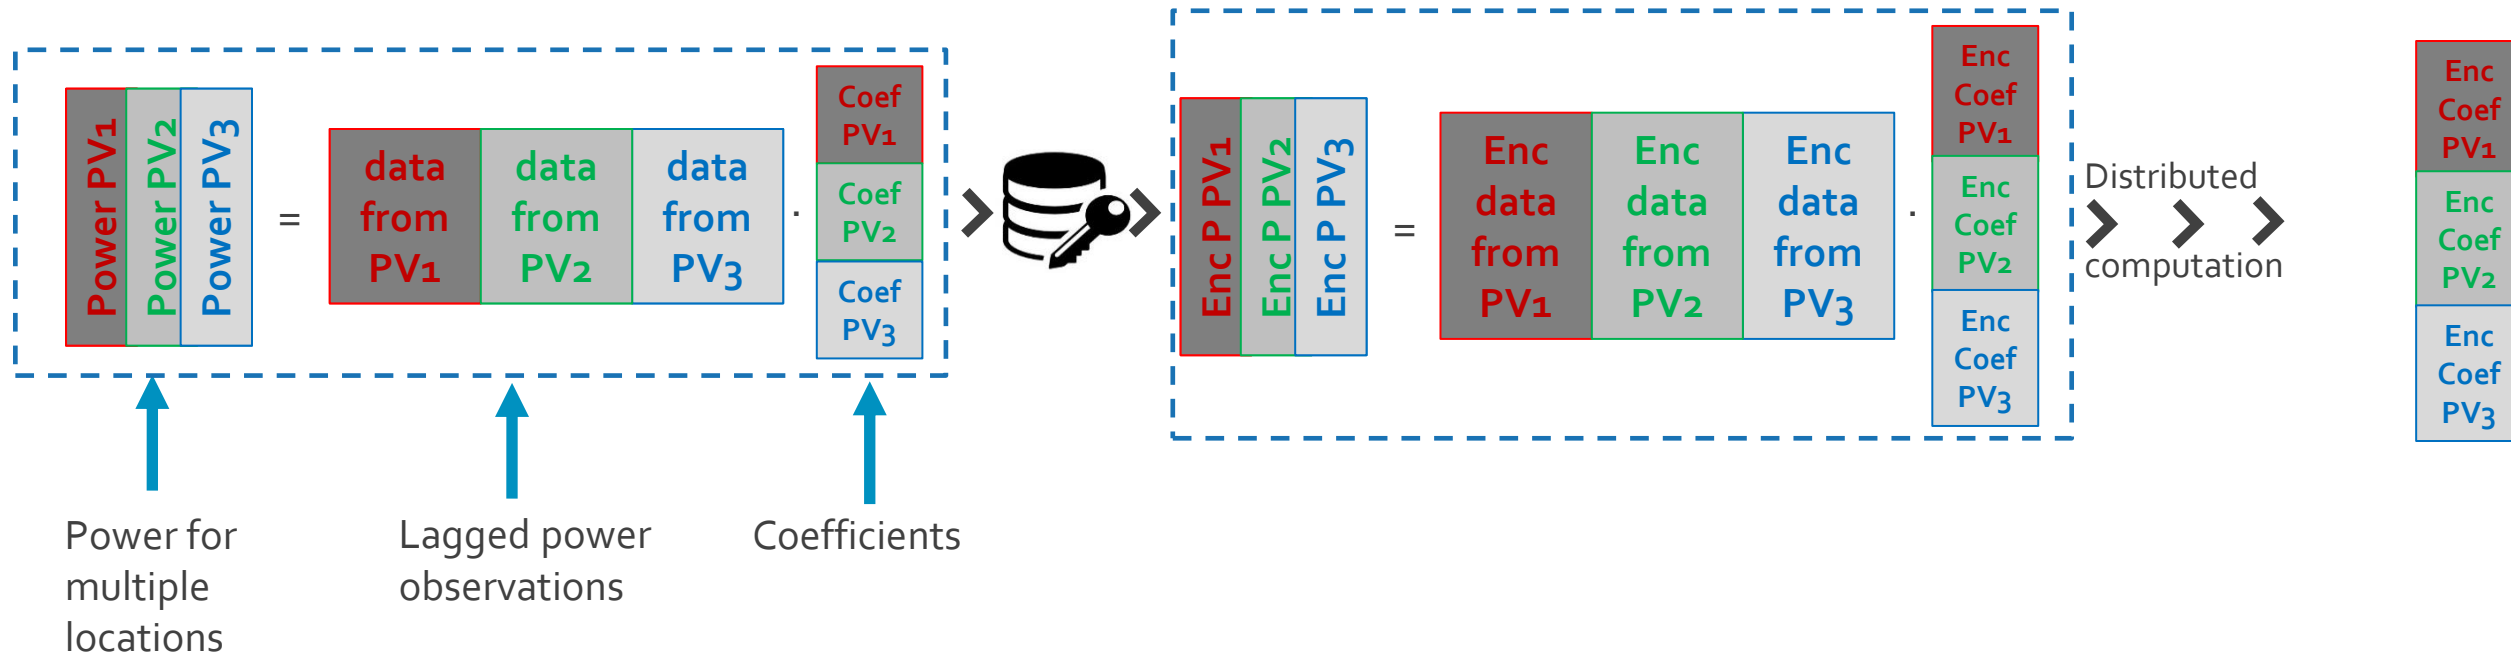 Power PV1
Power PV2
Power PV3
=
data
from
PV1
data
from
PV2
data
from
PV3
·
Coef
PV1
Coef
PV2
Coef
PV3
Enc P PV1
Enc P PV2
Enc P PV3
=
Enc
data
from
PV1
Enc
data
from
PV2
Enc
data
from
PV3
·
Enc
Coef
PV1
Enc
Coef
PV2
Enc
Coef
PV3
Distributed
computation
Enc
Coef
PV1
Enc
Coef
PV2
Enc
Coef
PV3
Power for
multiple
locations
Lagged power
observations
Coefficients